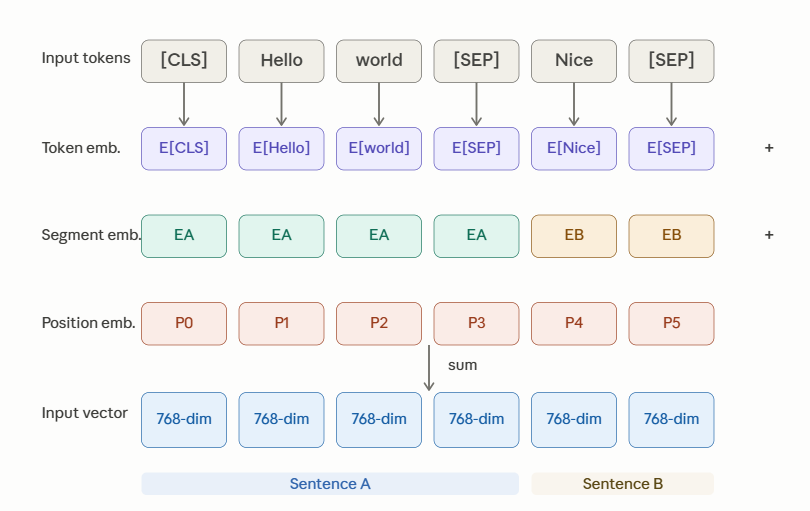 Input tokens [CLS] Hello world [SEP] Nice [SEP]
Token emb. E[CLS] E[Hello] E[world] E[SEP] E[Nice] E[SEP] +
Segment emb. EA EA EA EA EB EB +
Position emb. P0 P1 P2 P3 P4 P5
sum
Input vector 768-dim 768-dim 768-dim 768-dim 768-dim 768-dim
Sentence A Sentence B